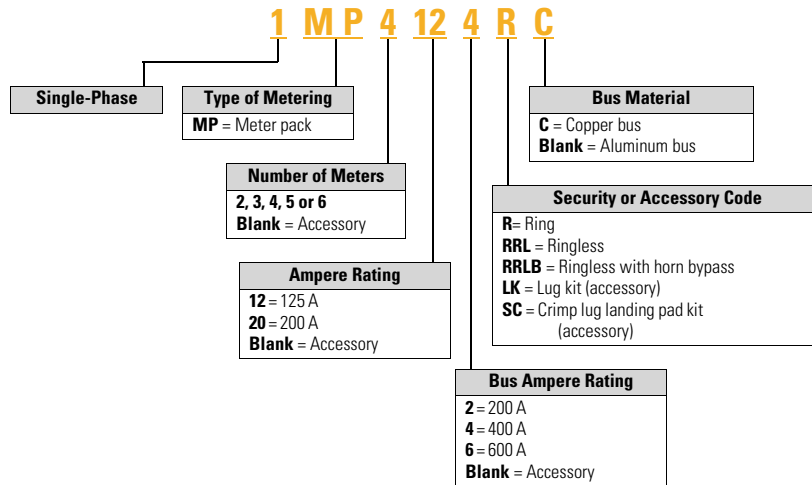 1 M P 4 12 4 R C
Single-Phase
Type of Metering
MP = Meter pack
Bus Material
C = Copper bus
Blank = Aluminum bus
Number of Meters
2, 3, 4, 5 or 6
Blank = Accessory
Security or Accessory Code
R= Ring
RRL = Ringless
RRLB = Ringless with horn bypass
LK = Lug kit (accessory)
SC = Crimp lug landing pad kit
(accessory)
Ampere Rating
12 = 125 A
20 = 200 A
Blank = Accessory
Bus Ampere Rating
2 = 200 A
4 = 400 A
6 = 600 A
Blank = Accessory